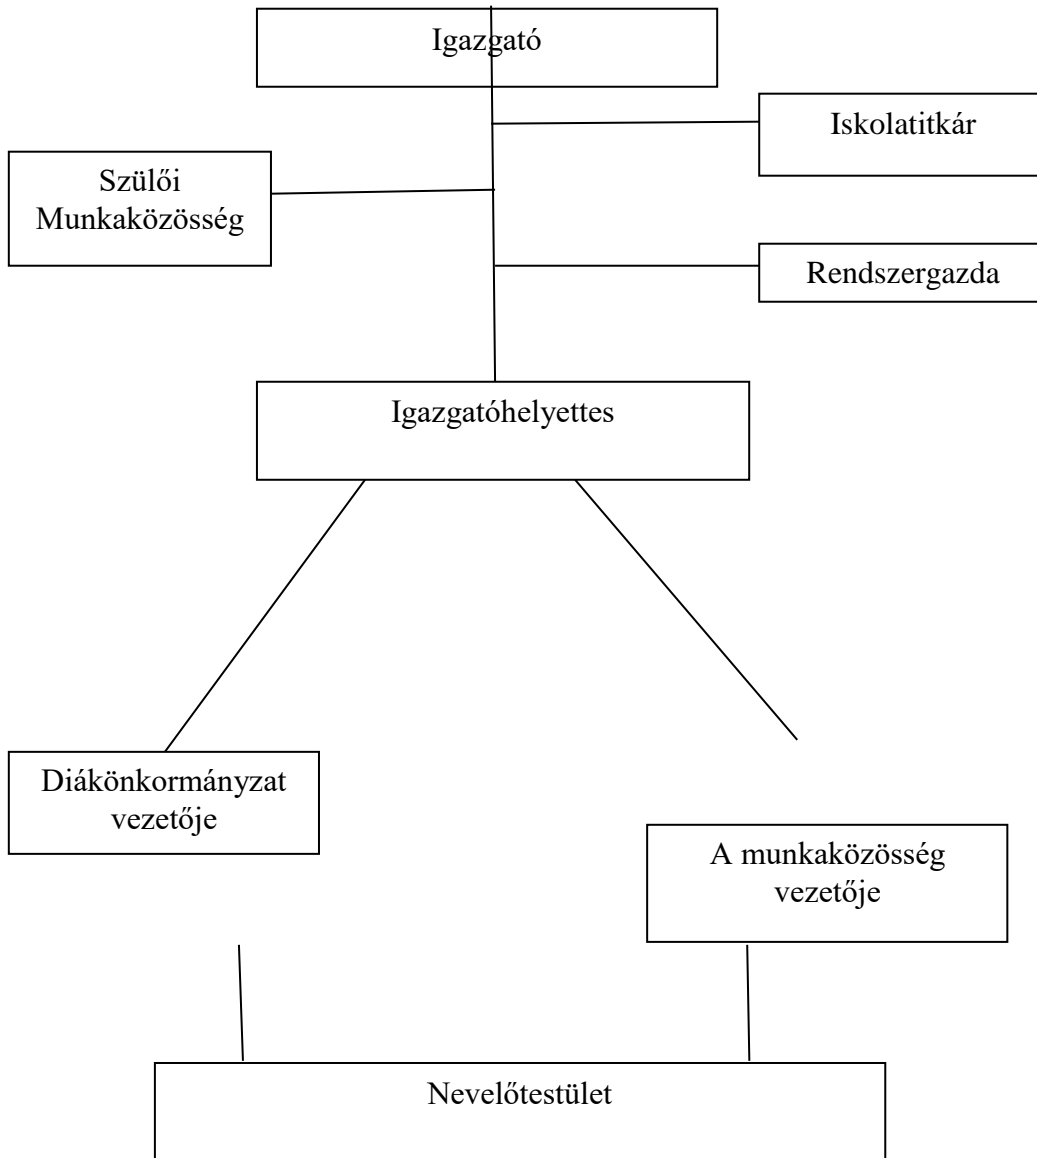 Igazgató
Iskolatitkár
Szülői
Munkaközösség
Rendszergazda
Igazgatóhelyettes
Diákönkormányzat
vezetője
A munkaközösség
vezetője
Nevelőtestület